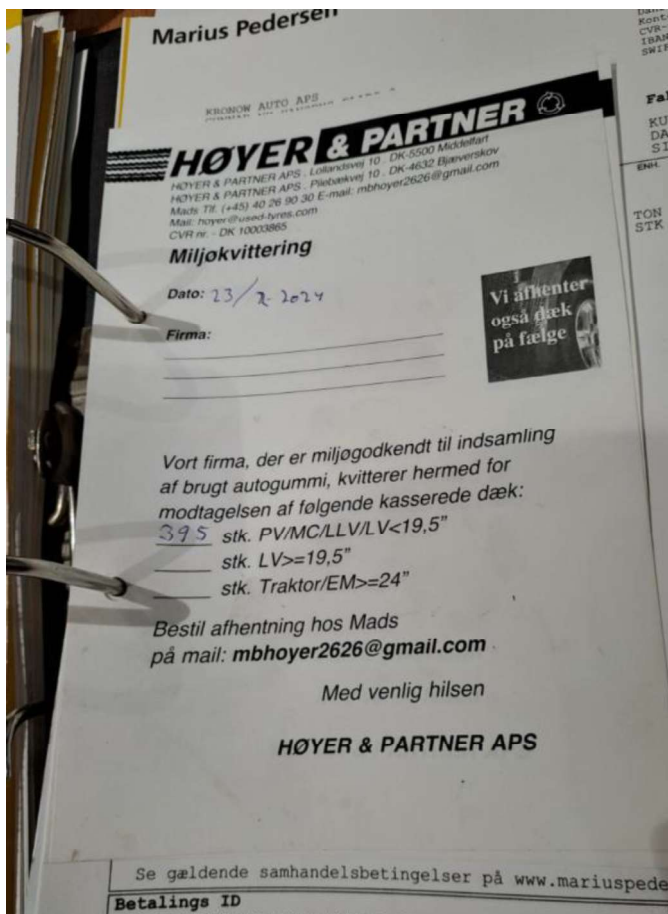 Marius Pedersen
KRONOW AUTO APS
HØYER & PARTNER
HØYER & PARTNER APS . Lollandsvej 10 . DK-5500 Middelfart
HØYER & PARTNER APS . Pilebækvej 10 . DK-4632 Bjæverskov
Mads Tlf. (+45) 40 26 90 30 E-mail: mbhoyer2626@gmail.com
Mail: hoyer@used-tyres.com
CVR nr. - DK 10003865
Miljøkvittering
Dato: 23/2-2024
Firma:
Vi afhenter
også dæk
på fælge
Vort firma, der er miljøgodkendt til indsamling
af brugt autogummi, kvitterer hermed for
modtagelsen af følgende kasserede dæk:
395 stk. PV/MC/LLV/LV<19,5”
stk. LV>=19,5”
stk. Traktor/EM>=24”
Bestil afhentning hos Mads
på mail: mbhoyer2626@gmail.com
Med venlig hilsen
HØYER & PARTNER APS
Kont
CVR-
IBAN
SWIF
Fal
KU
DA
SI
ENH.
TON
STK
Se gældende samhandelsbetingelser på www.mariuspede
Betalings ID